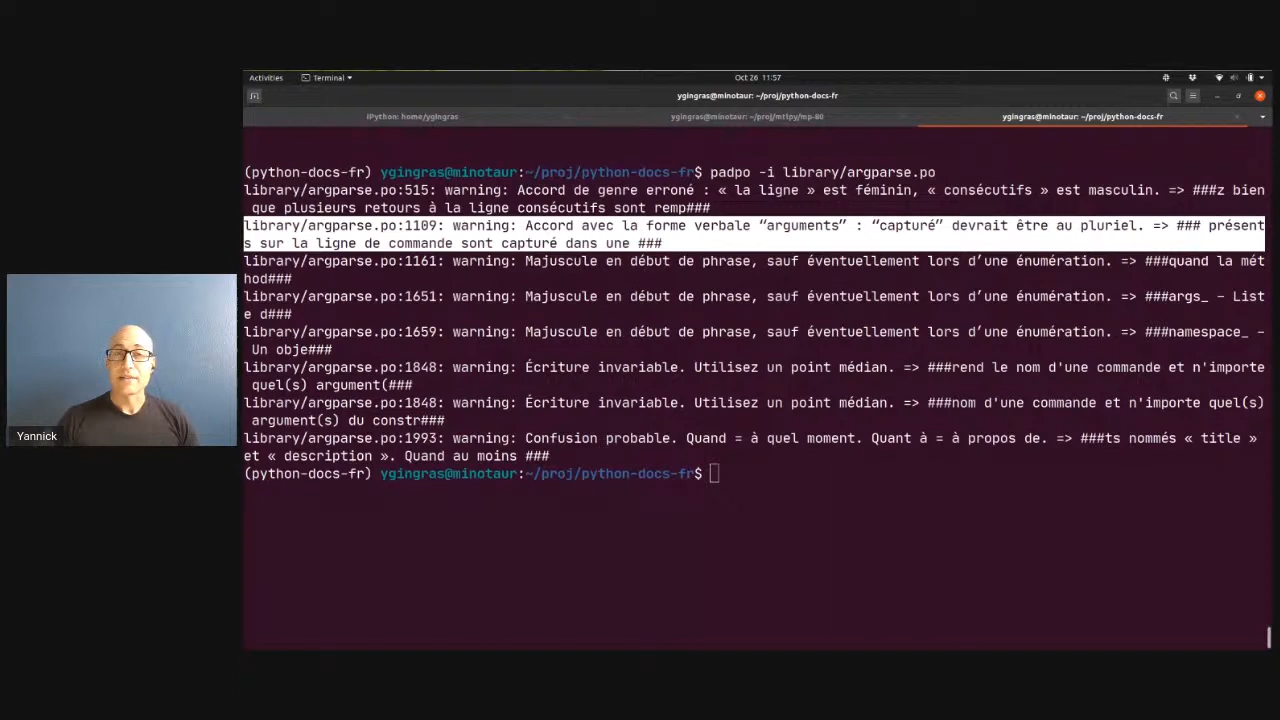 Activities
Terminal
Oct 26 11:57
ygingras@minotaur: ~/proj/python-docs-fr
IPython: home/ygingras
ygingras@minotaur: ~/proj/mtlpy/mp-80
ygingras@minotaur: ~/proj/python-docs-fr
(python-docs-fr) ygingras@minotaur:~/proj/python-docs-fr$ padpo -i library/argparse.po
library/argparse.po:515: warning: Accord de genre erroné : « la ligne » est féminin, « consécutifs » est masculin. => ###z bien
que plusieurs retours à la ligne consécutifs sont remp###
library/argparse.po:1109: warning: Accord avec la forme verbale “arguments” : “capturé” devrait être au pluriel. => ### présent
s sur la ligne de commande sont capturé dans une ###
library/argparse.po:1161: warning: Majuscule en début de phrase, sauf éventuellement lors d’une énumération. => ###quand la mét
hod###
library/argparse.po:1651: warning: Majuscule en début de phrase, sauf éventuellement lors d’une énumération. => ###args_ – List
e d###
library/argparse.po:1659: warning: Majuscule en début de phrase, sauf éventuellement lors d’une énumération. => ###namespace_ –
Un obje###
library/argparse.po:1848: warning: Écriture invariable. Utilisez un point médian. => ###rend le nom d'une commande et n'importe
quel(s) argument(###
library/argparse.po:1848: warning: Écriture invariable. Utilisez un point médian. => ###nom d'une commande et n'importe quel(s)
argument(s) du constr###
library/argparse.po:1993: warning: Confusion probable. Quand = à quel moment. Quant à = à propos de. => ###ts nommés « title »
et « description ». Quand au moins ###
(python-docs-fr) ygingras@minotaur:~/proj/python-docs-fr$
Yannick